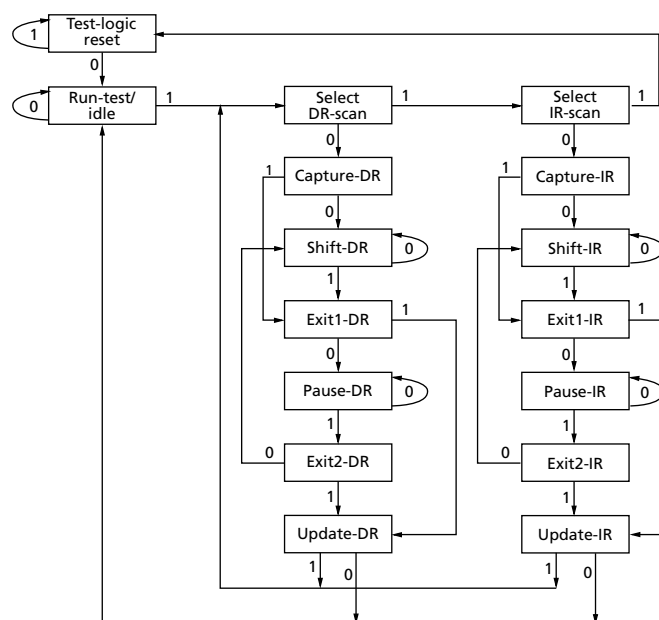 Test-logic
reset
1
0
Run-test/
idle
0
1
Select
DR-scan
1
Select
IR-scan
1
0
0
Capture-DR
1
Capture-IR
1
0
0
Shift-DR
0
Shift-IR
0
1
1
Exit1-DR
1
Exit1-IR
1
0
0
Pause-DR
0
Pause-IR
0
1
1
Exit2-DR
0
Exit2-IR
0
1
1
Update-DR
Update-IR
1
0
1
0